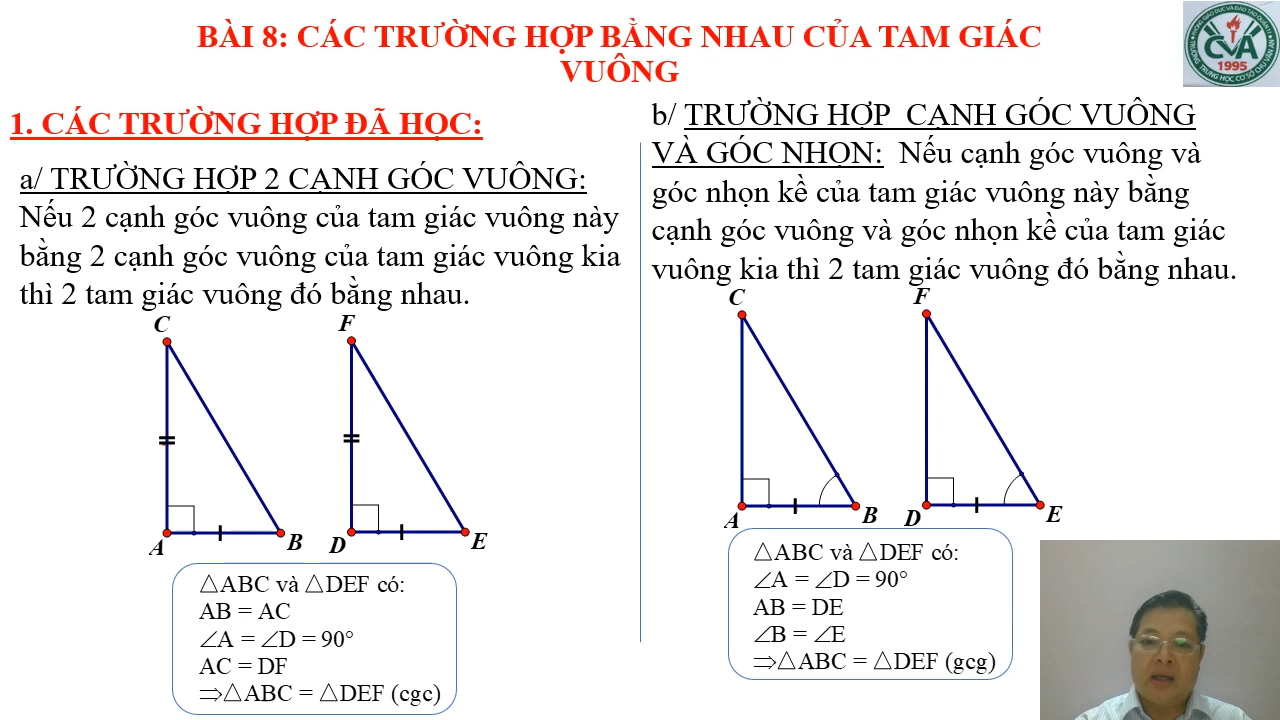 BÀI 8: CÁC TRƯỜNG HỢP BẰNG NHAU CỦA TAM GIÁC
VUÔNG
CVA
1995
1. CÁC TRƯỜNG HỢP ĐÃ HỌC:
a/ TRƯỜNG HỢP 2 CẠNH GÓC VUÔNG:
Nếu 2 cạnh góc vuông của tam giác vuông này
bằng 2 cạnh góc vuông của tam giác vuông kia
thì 2 tam giác vuông đó bằng nhau.
C
F
A
B
D
E
△ABC và △DEF có:
AB = AC
∠A = ∠D = 90°
AC = DF
⇒△ABC = △DEF (cgc)
b/ TRƯỜNG HỢP CẠNH GÓC VUÔNG
VÀ GÓC NHỌN: Nếu cạnh góc vuông và
góc nhọn kề của tam giác vuông này bằng
cạnh góc vuông và góc nhọn kề của tam giác
vuông kia thì 2 tam giác vuông đó bằng nhau.
C
F
A
B
D
E
△ABC và △DEF có:
∠A = ∠D = 90°
AB = DE
∠B = ∠E
⇒△ABC = △DEF (gcg)